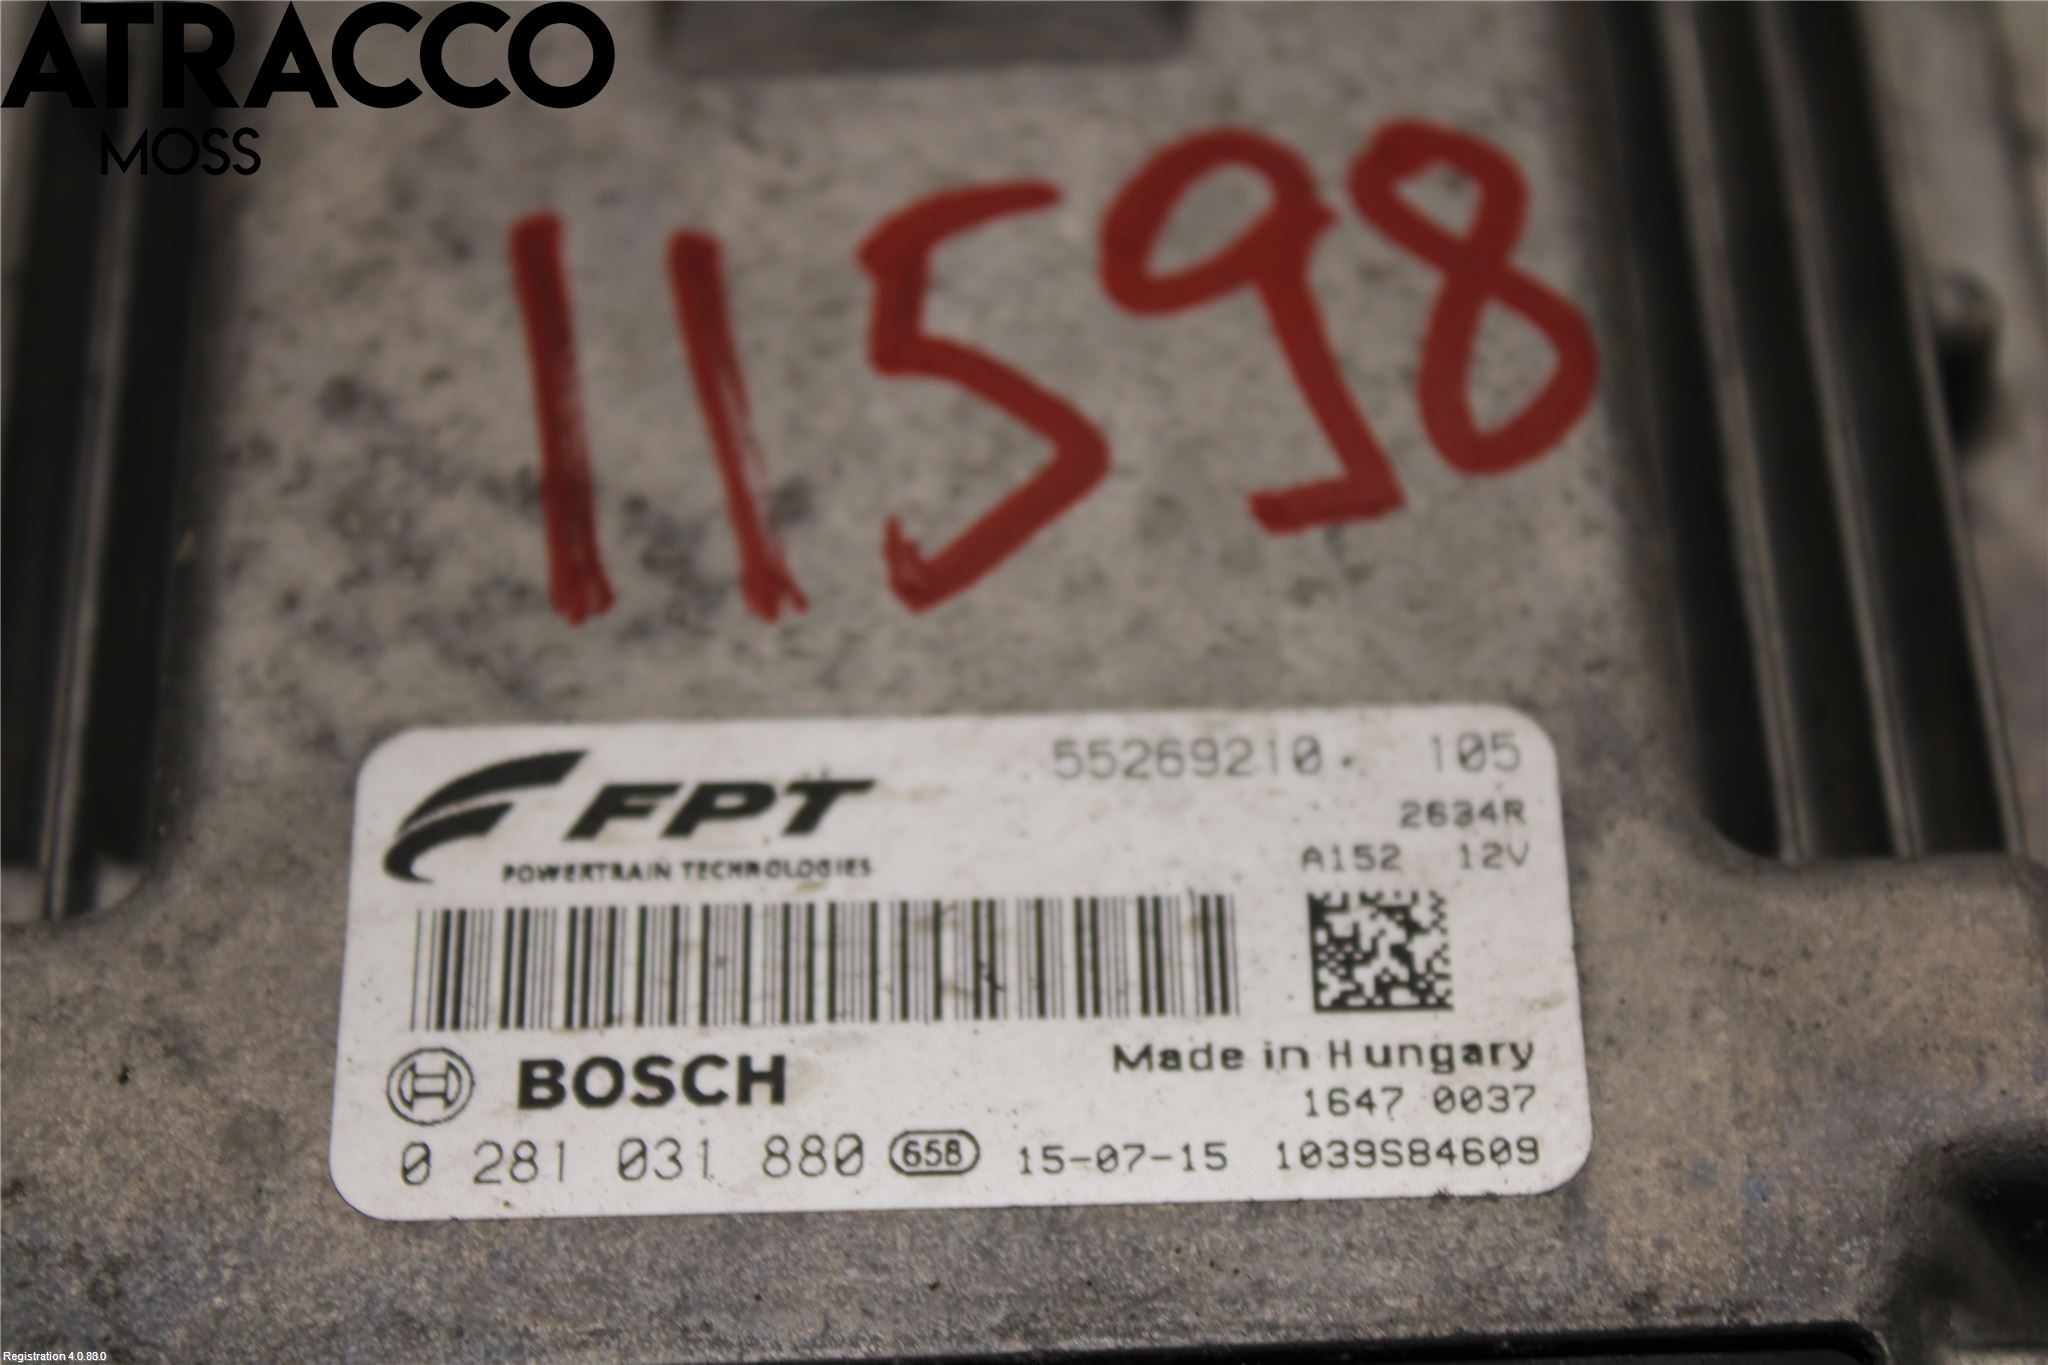 ATRACCO
MOSS
11598
FPT
POWERTRAIN TECHNOLOGIES
55269210. 105
2634R
A152 12V
BOSCH
Made in Hungary
1647 0037
0 281 031 880 658 15-07-15 1039S84609
Registration 4.0.83.0